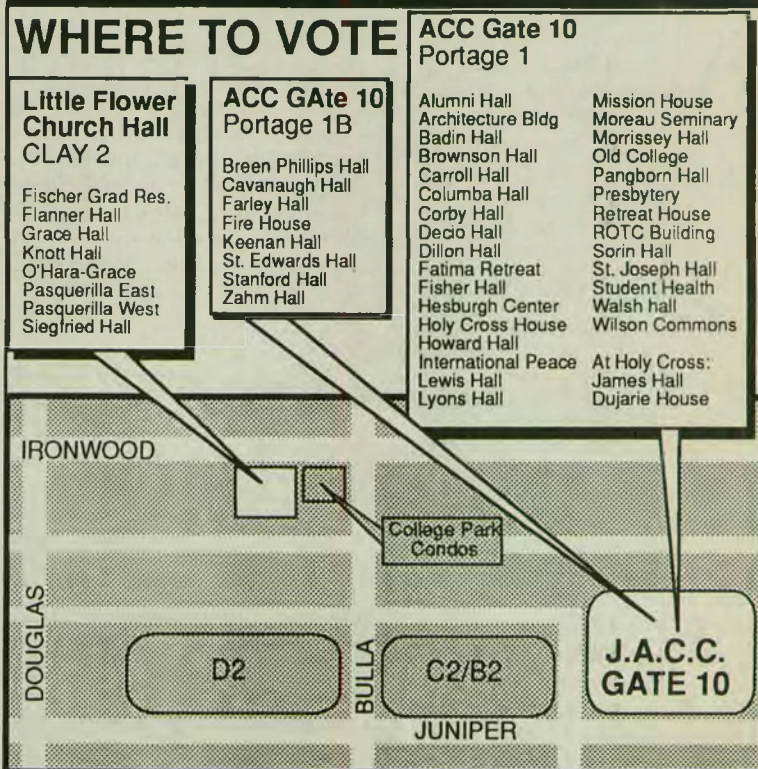 WHERE TO VOTE
Little Flower
Church Hall
CLAY 2
Fischer Grad Res.
Flanner Hall
Grace Hall
Knott Hall
O'Hara-Grace
Pasquerilla East
Pasquerilla West
Siegfried Hall
ACC GAte 10
Portage 1B
Breen Phillips Hall
Cavanaugh Hall
Farley Hall
Fire House
Keenan Hall
St. Edwards Hall
Stanford Hall
Zahm Hall
ACC Gate 10
Portage 1
Alumni Hall
Architecture Bldg
Badin Hall
Brownson Hall
Carroll Hall
Columba Hall
Corby Hall
Decio Hall
Dillon Hall
Fatima Retreat
Fisher Hall
Hesburgh Center
Holy Cross House
Howard Hall
International Peace
Lewis Hall
Lyons Hall
Mission House
Moreau Seminary
Morrissey Hall
Old College
Pangborn Hall
Presbytery
Retreat House
ROTC Building
Sorin Hall
St. Joseph Hall
Student Health
Walsh hall
Wilson Commons
At Holy Cross:
James Hall
Dujarie House
IRONWOOD
College Park
Condos
DOUGLAS
D2
BULLA
C2/B2
J.A.C.C.
GATE 10
JUNIPER